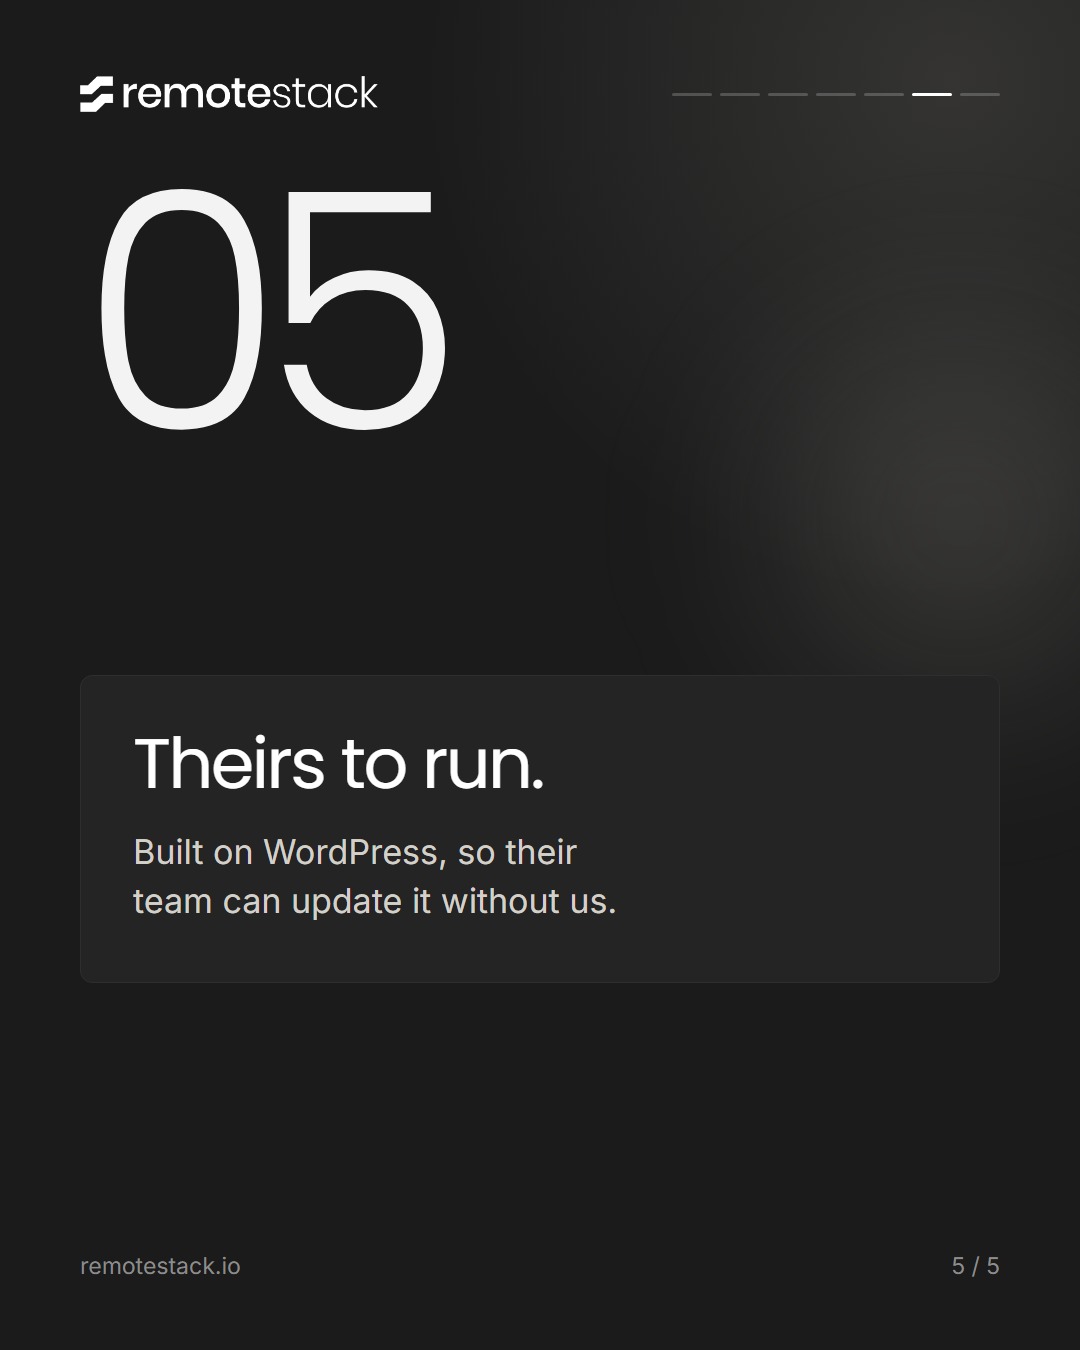 remotestack
05
Theirs to run.
Built on WordPress, so their
team can update it without us.
remotestack.io
5 / 5